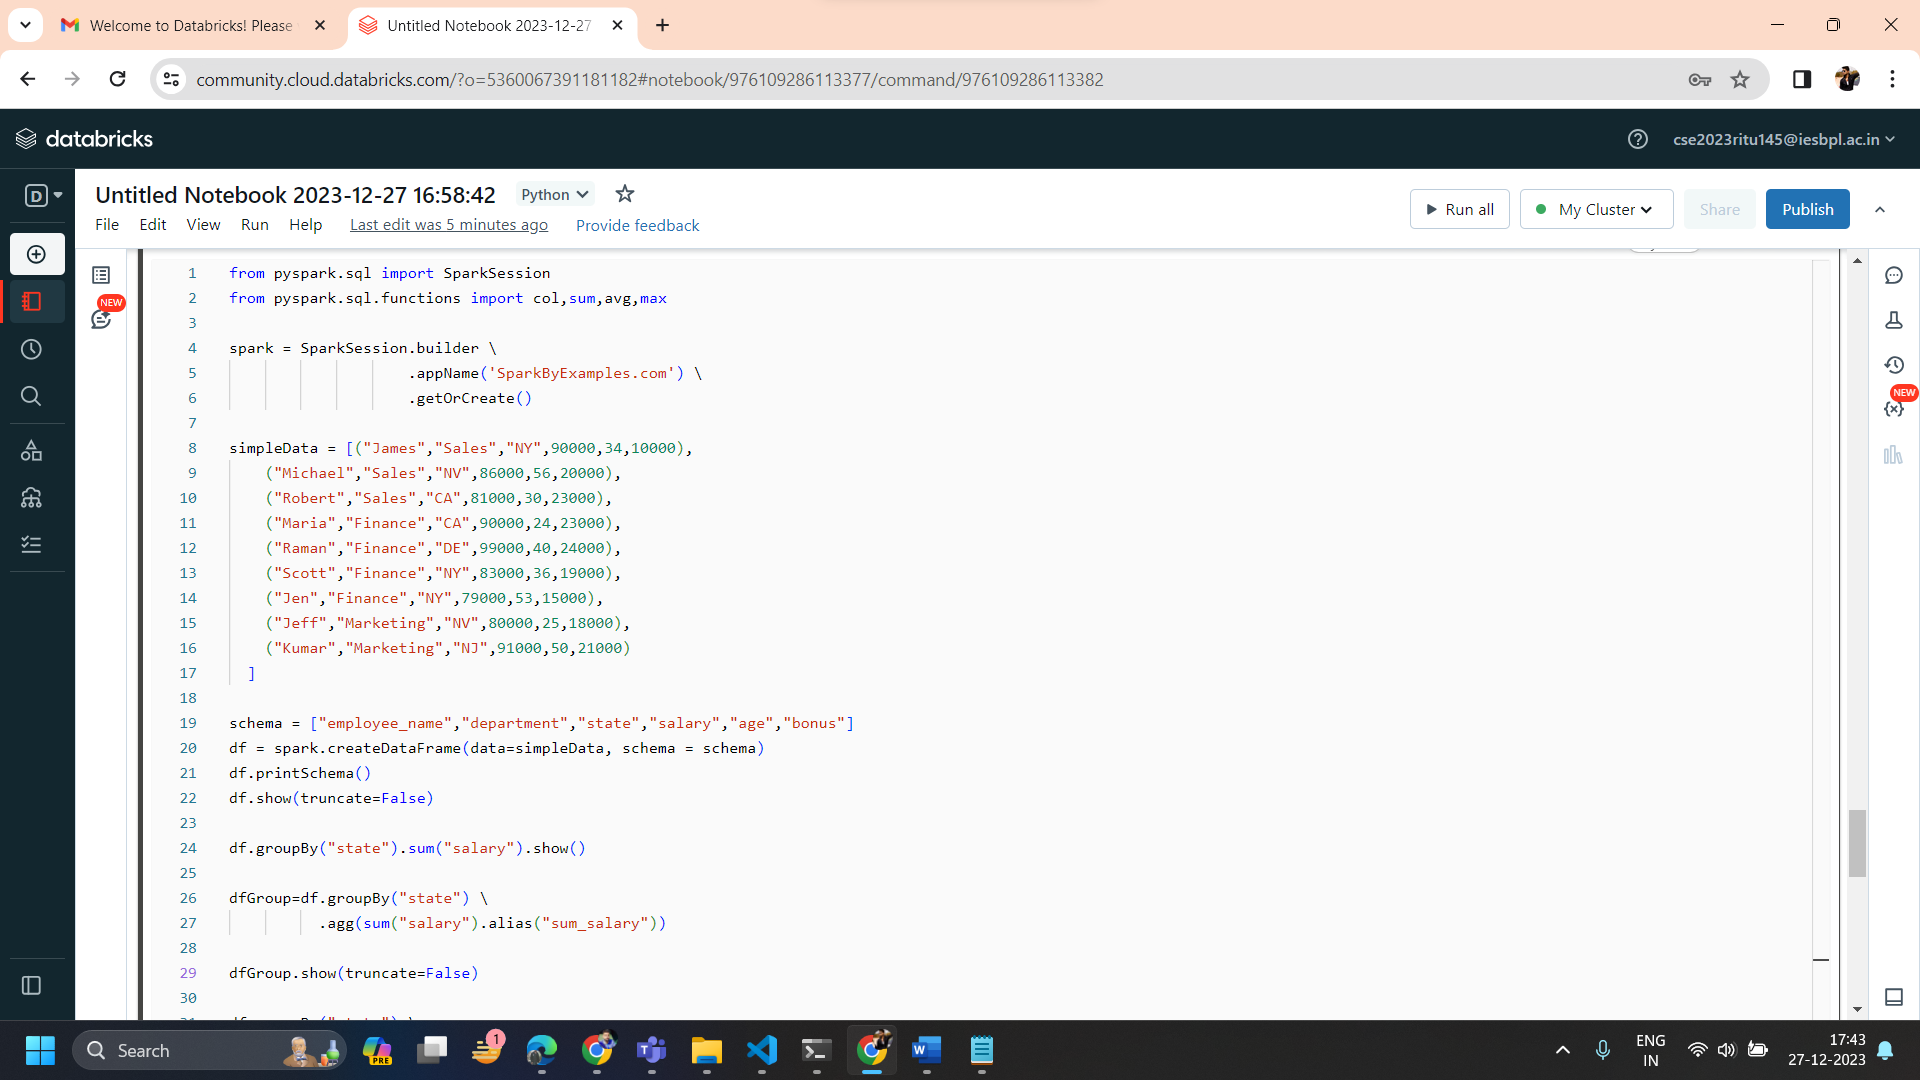 Welcome to Databricks! Please
Untitled Notebook 2023-12-27
community.cloud.databricks.com/?o=5360067391181182#notebook/976109286113377/command/976109286113382
databricks
cse2023ritu145@iesbpl.ac.in
D
Untitled Notebook 2023-12-27 16:58:42 Python
File Edit View Run Help Last edit was 5 minutes ago Provide feedback
Run all My Cluster Share Publish
NEW
NEW
1 from pyspark.sql import SparkSession
2 from pyspark.sql.functions import col,sum,avg,max
3
4 spark = SparkSession.builder \
5 .appName('SparkByExamples.com') \
6 .getOrCreate()
7
8 simpleData = [("James","Sales","NY",90000,34,10000),
9 ("Michael","Sales","NV",86000,56,20000),
10 ("Robert","Sales","CA",81000,30,23000),
11 ("Maria","Finance","CA",90000,24,23000),
12 ("Raman","Finance","DE",99000,40,24000),
13 ("Scott","Finance","NY",83000,36,19000),
14 ("Jen","Finance","NY",79000,53,15000),
15 ("Jeff","Marketing","NV",80000,25,18000),
16 ("Kumar","Marketing","NJ",91000,50,21000)
17 ]
18
19 schema = ["employee_name","department","state","salary","age","bonus"]
20 df = spark.createDataFrame(data=simpleData, schema = schema)
21 df.printSchema()
22 df.show(truncate=False)
23
24 df.groupBy("state").sum("salary").show()
25
26 dfGroup=df.groupBy("state") \
27 .agg(sum("salary").alias("sum_salary"))
28
29 dfGroup.show(truncate=False)
30
Search
PRE
1
ENG
IN
17:43
27-12-2023